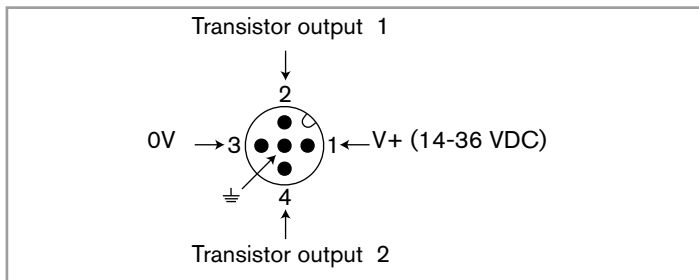 Transistor output 1
2
0V 3 1 V+ (14-36 VDC)
4
Transistor output 2